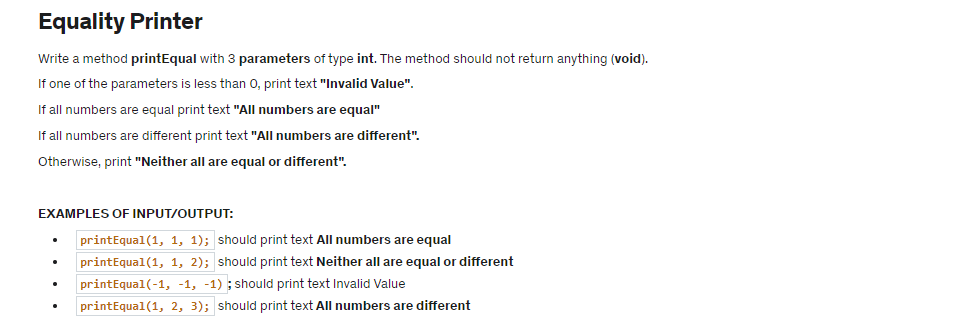 Equality Printer
Write a method printEqual with 3 parameters of type int. The method should not return anything (void).
If one of the parameters is less than 0, print text "Invalid Value".
If all numbers are equal print text "All numbers are equal"
If all numbers are different print text "All numbers are different".
Otherwise, print "Neither all are equal or different".
EXAMPLES OF INPUT/OUTPUT:
• printEqual(1, 1, 1); should print text All numbers are equal
• printEqual(1, 1, 2); should print text Neither all are equal or different
• printEqual(-1, -1, -1) ; should print text Invalid Value
• printEqual(1, 2, 3); should print text All numbers are different